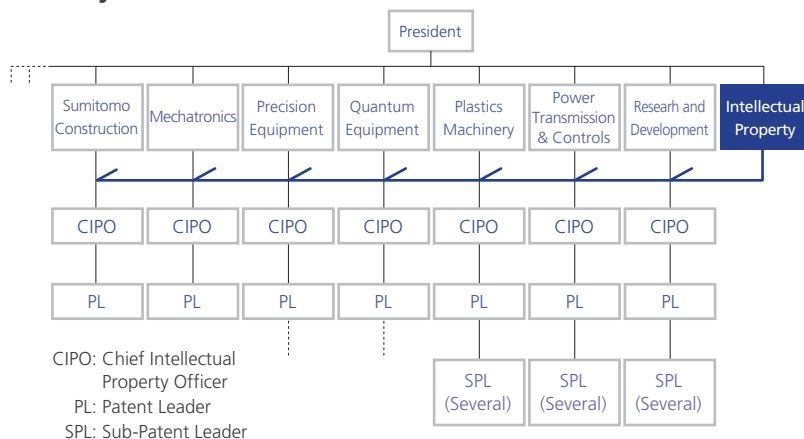 President
Sumitomo
Construction
Mechatronics
Precision
Equipment
Quantum
Equipment
Plastics
Machinery
Power
Transmission
& Controls
Researh and
Development
Intellectual
Property
CIPO
CIPO
CIPO
CIPO
CIPO
CIPO
CIPO
PL
PL
PL
PL
PL
PL
PL
SPL
(Several)
SPL
(Several)
SPL
(Several)
CIPO: Chief Intellectual
Property Officer
PL: Patent Leader
SPL: Sub-Patent Leader